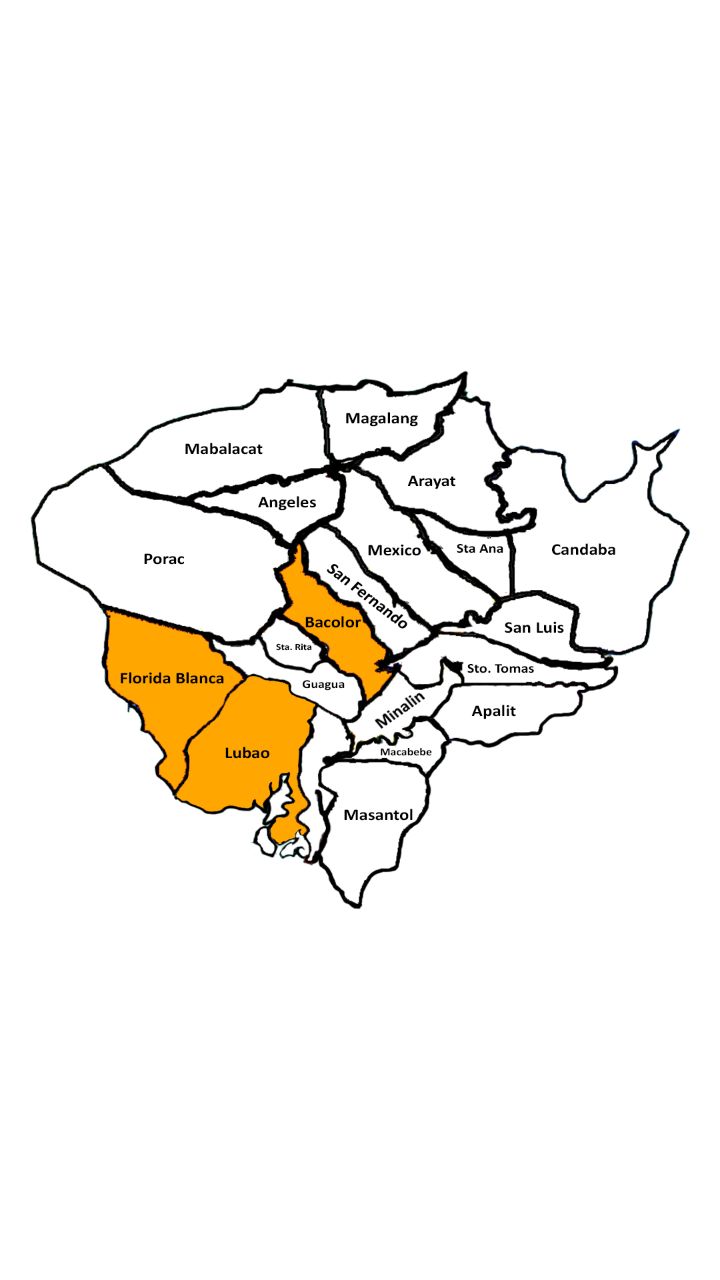 Magalang
Mabalacat
Arayat
Angeles
Mexico
Sta Ana
Candaba
Porac
San Fernando
Bacolor
San Luis
Sta. Rita
Sto. Tomas
Florida Blanca
Guagua
Minalin
Apalit
Lubao
Macabebe
Masantol